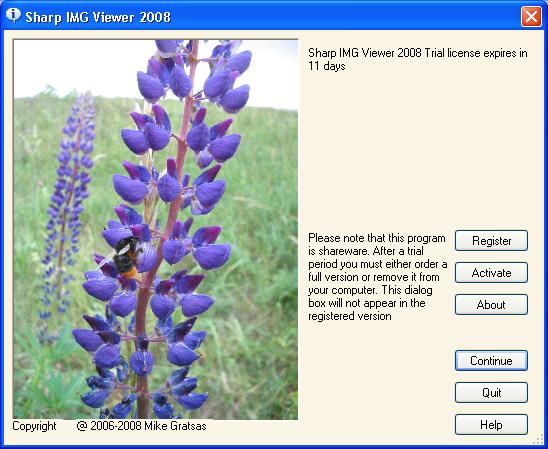 Sharp IMG Viewer 2008
Sharp IMG Viewer 2008 Trial license expires in
11 days
Please note that this program
is shareware. After a trial
period you must either order a
full version or remove it from
your computer. This dialog
box will not appear in the
registered version
Register
Activate
About
Continue
Quit
Help
Copyright @ 2006-2008 Mike Gratsas